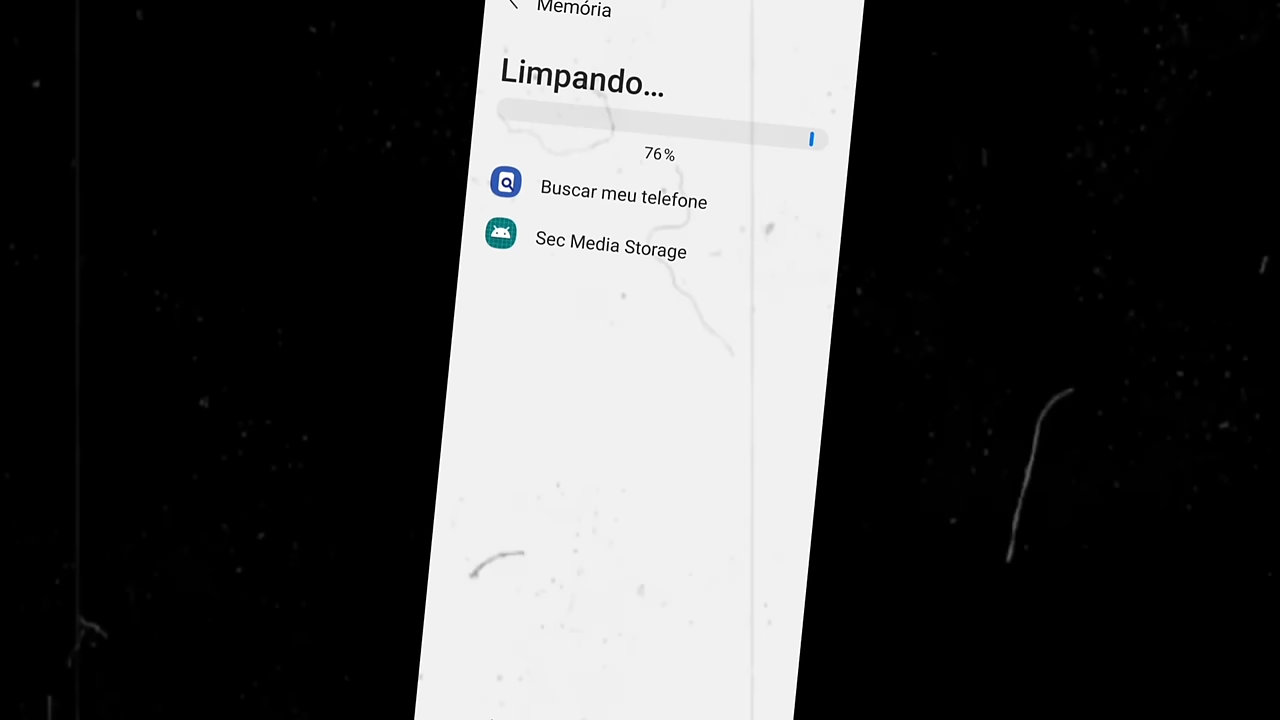 Memória
Limpando...
76%
Buscar meu telefone
Sec Media Storage